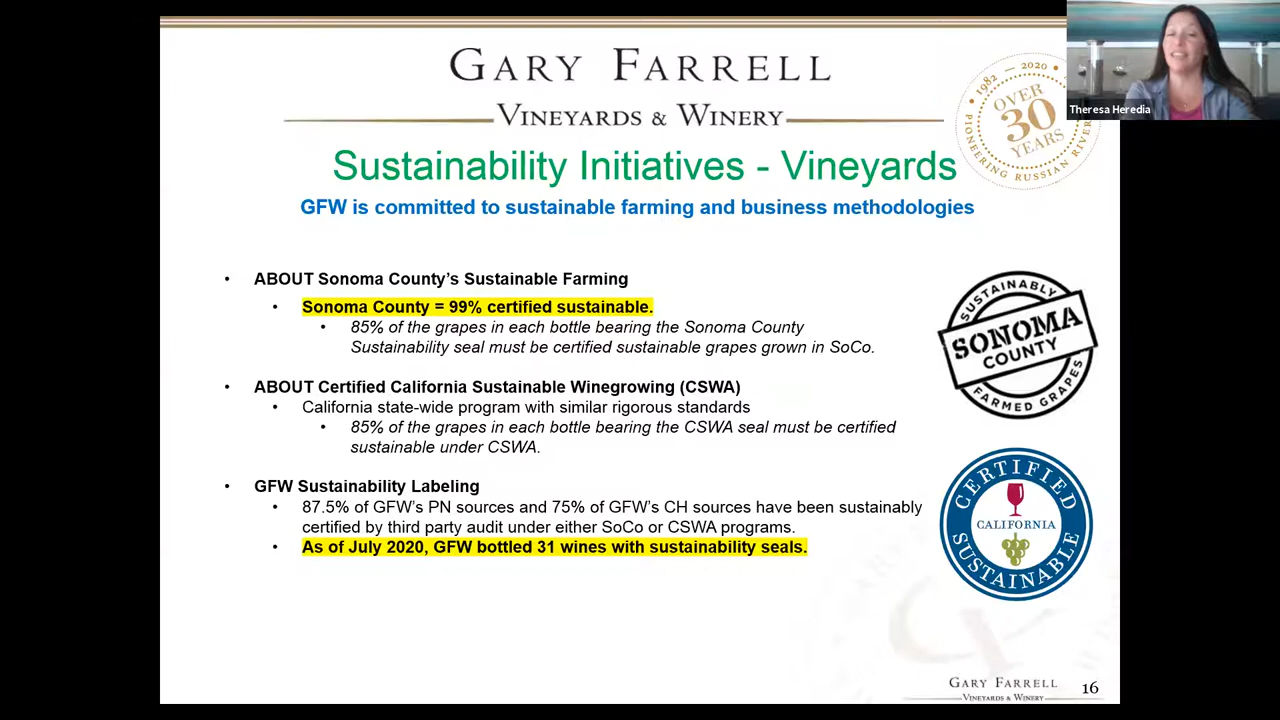 GARY FARRELL
VINEYARDS & WINERY
1982 — 2020
OVER
30
YEARS
PIONEERING RUSSIAN RIVER
Theresa Heredia
Sustainability Initiatives - Vineyards
GFW is committed to sustainable farming and business methodologies
• ABOUT Sonoma County's Sustainable Farming
• Sonoma County = 99% certified sustainable.
• 85% of the grapes in each bottle bearing the Sonoma County
Sustainability seal must be certified sustainable grapes grown in SoCo.
• ABOUT Certified California Sustainable Winegrowing (CSWA)
• California state-wide program with similar rigorous standards
• 85% of the grapes in each bottle bearing the CSWA seal must be certified
sustainable under CSWA.
• GFW Sustainability Labeling
• 87.5% of GFW's PN sources and 75% of GFW's CH sources have been sustainably
certified by third party audit under either SoCo or CSWA programs.
• As of July 2020, GFW bottled 31 wines with sustainability seals.
SUSTAINABLY
SONOMA
COUNTY
FARMED GRAPES
CERTIFIED
CALIFORNIA
SUSTAINABLE
GARY FARRELL
VINEYARDS & WINERY
16